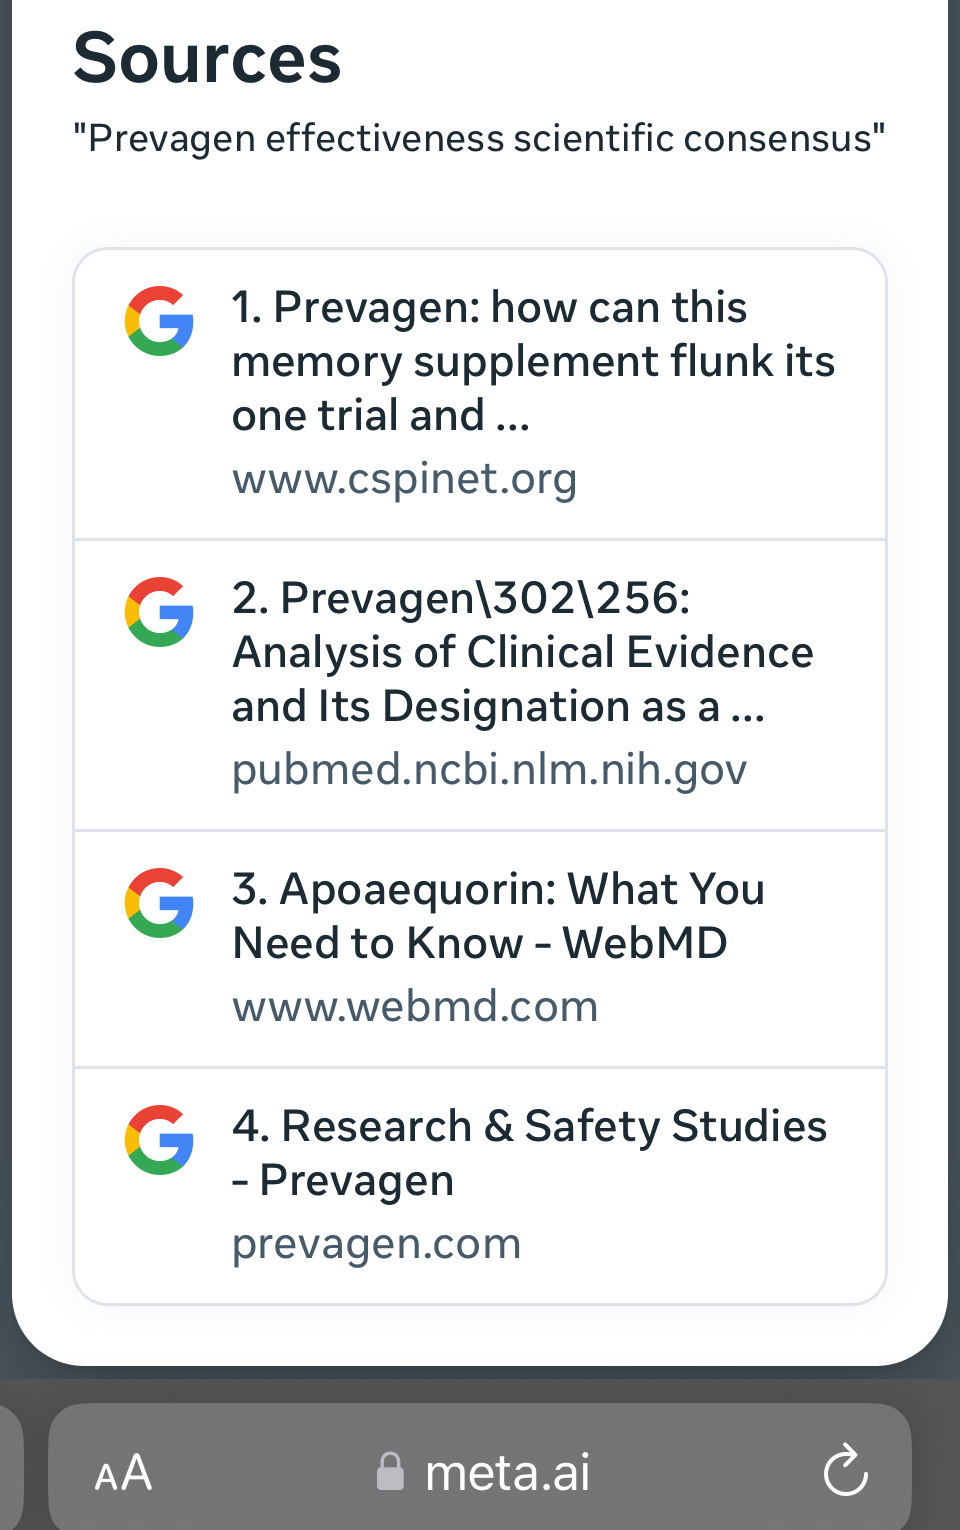 Sources
"Prevagen effectiveness scientific consensus"
1. Prevagen: how can this
memory supplement flunk its
one trial and ...
www.cspinet.org
2. Prevagen\302\256:
Analysis of Clinical Evidence
and Its Designation as a ...
pubmed.ncbi.nlm.nih.gov
3. Apoaequorin: What You
Need to Know - WebMD
www.webmd.com
4. Research & Safety Studies
- Prevagen
prevagen.com
AA meta.ai